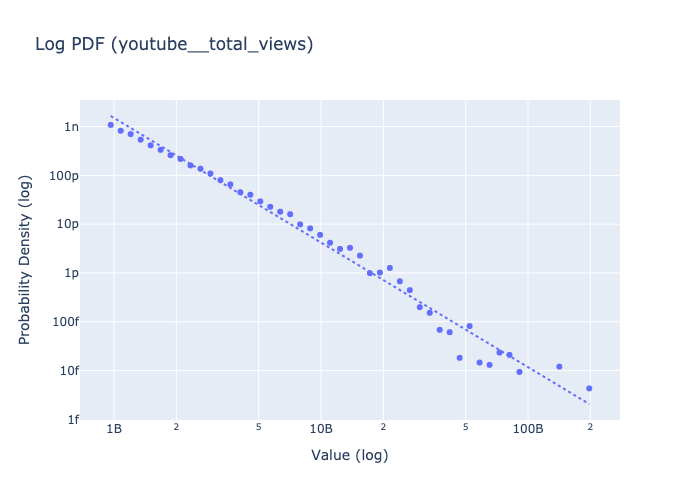 Log PDF (youtube__total_views)
1n
100p
10p
1p
100f
10f
1f
Probability Density (log)
1B 2 5 10B 2 5 100B 2
Value (log)